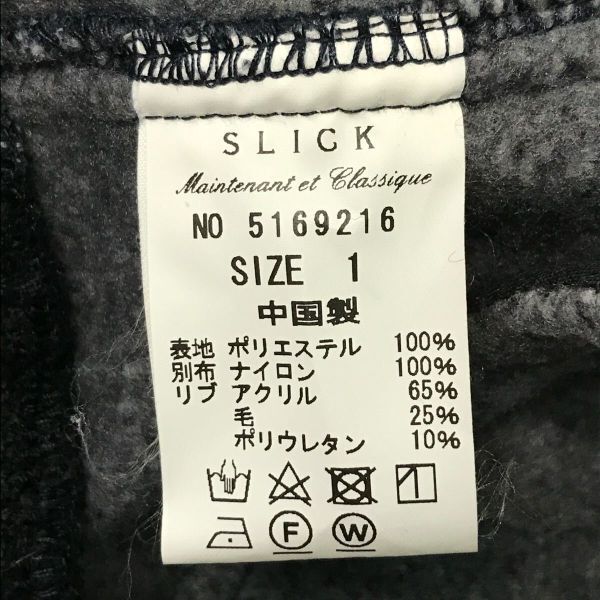 SLICK
Maintenant et Classique
NO 5169216
SIZE 1
中国製
表地 ポリエステル 100%
別布 ナイロン 100%
リブ アクリル 65%
毛 25%
ポリウレタン 10%
F W